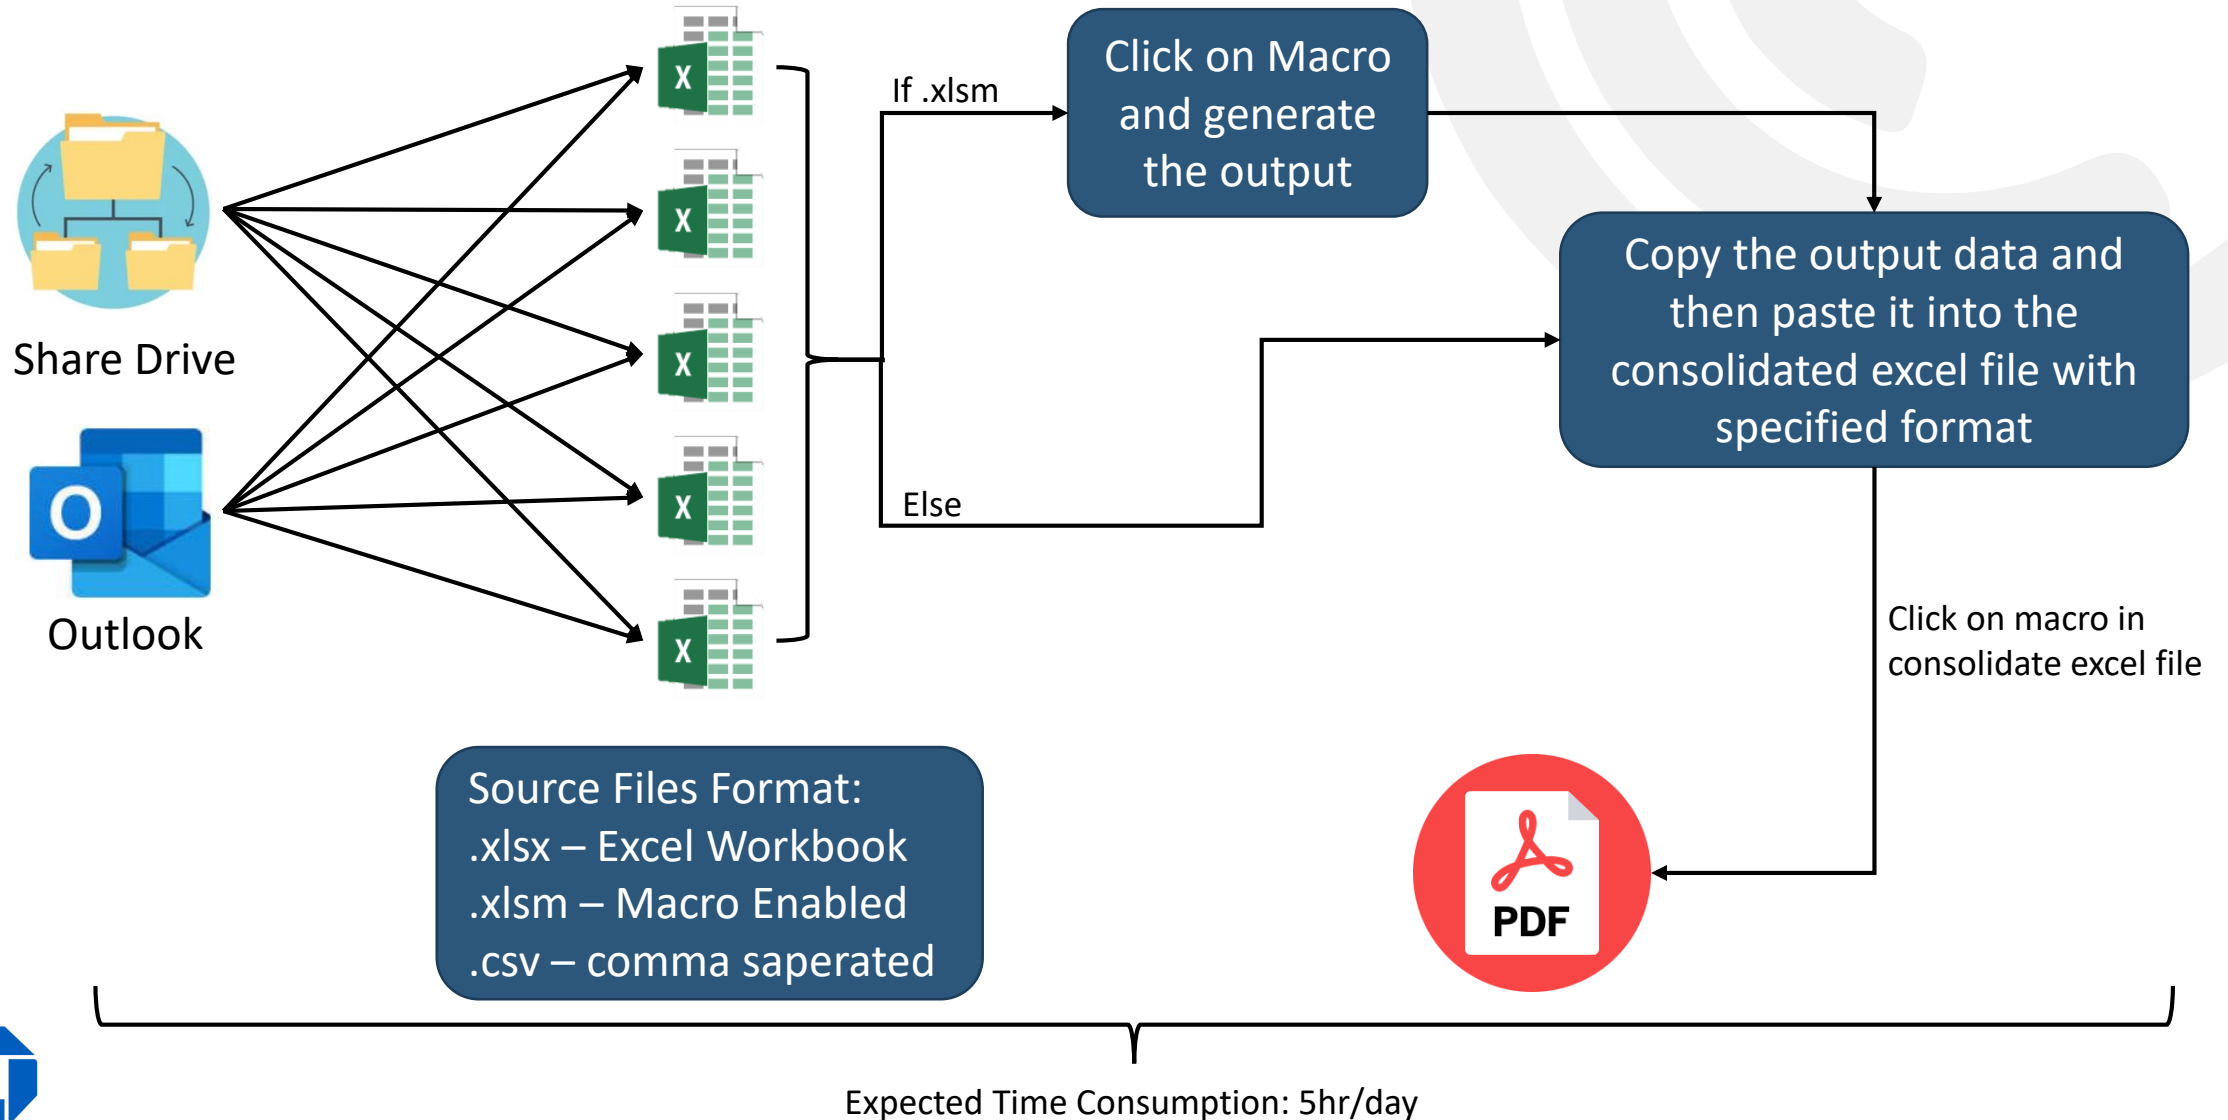 Share Drive
Outlook
X
X
X
X
X
O
If .xlsm
Else
Click on Macro
and generate
the output
Copy the output data and
then paste it into the
consolidated excel file with
specified format
Click on macro in
consolidate excel file
Source Files Format:
.xlsx – Excel Workbook
.xlsm – Macro Enabled
.csv – comma saperated
PDF
Expected Time Consumption: 5hr/day